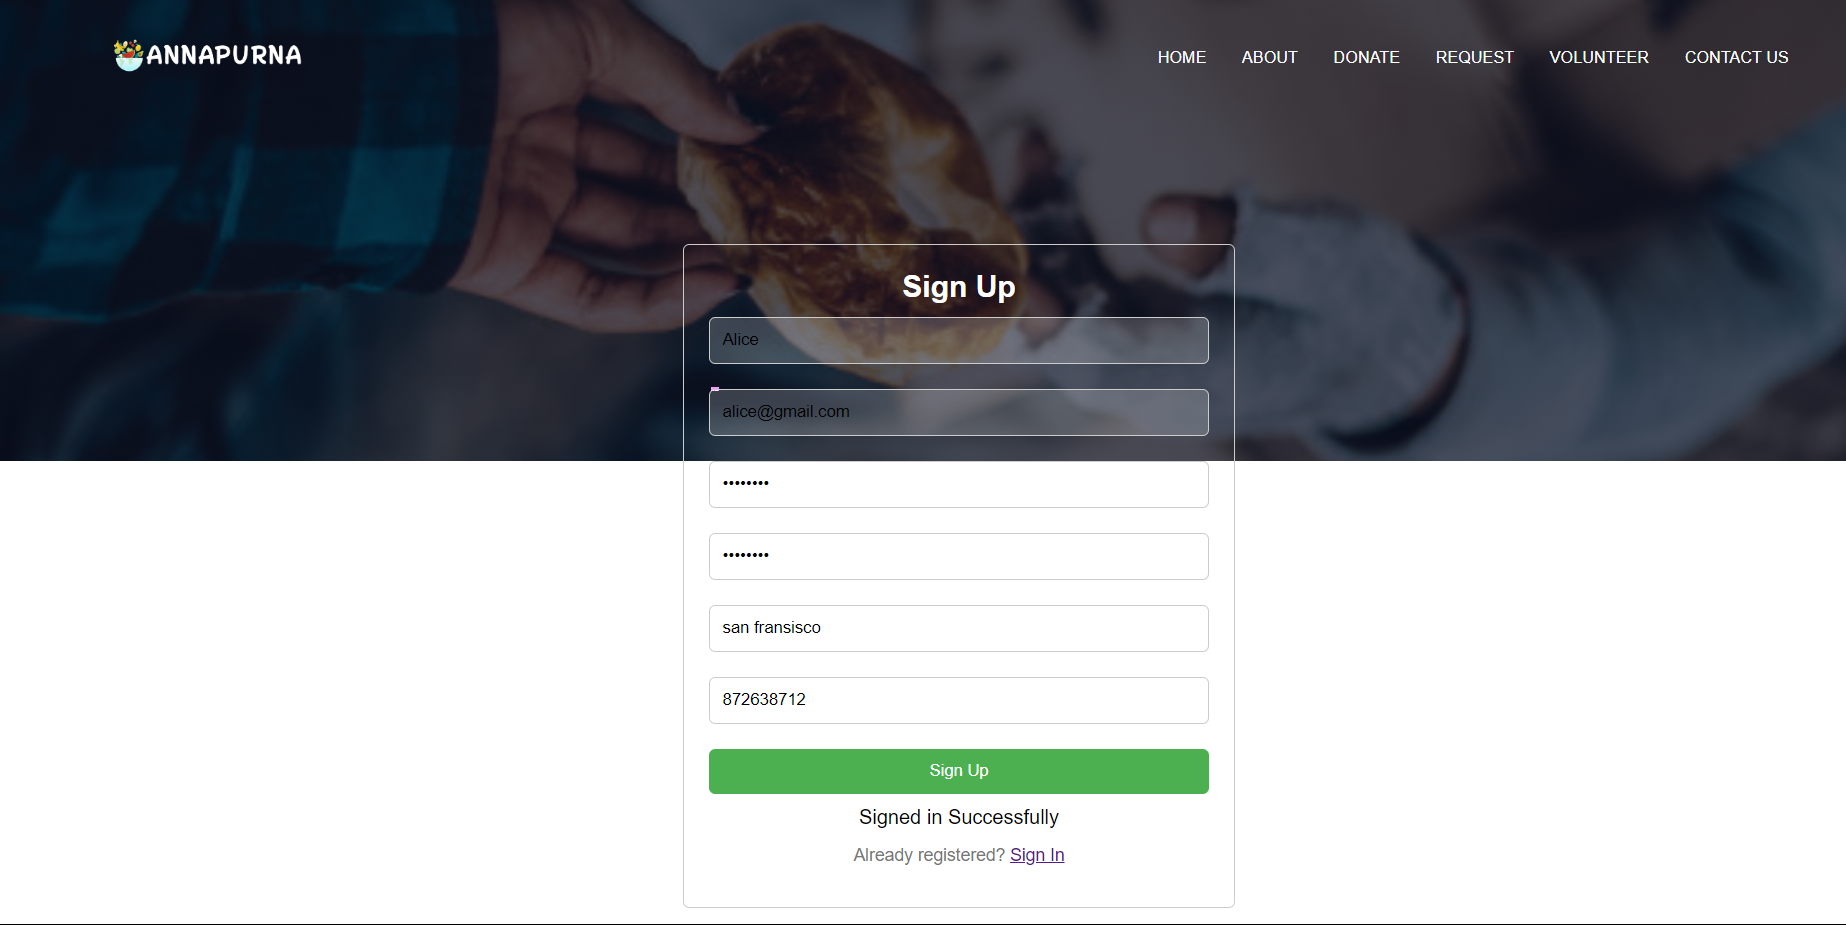 ANNAPURNA
HOME ABOUT DONATE REQUEST VOLUNTEER CONTACT US
Sign Up
Alice
alice@gmail.com
••••••••
••••••••
san fransisco
872638712
Sign Up
Signed in Successfully
Already registered? Sign In